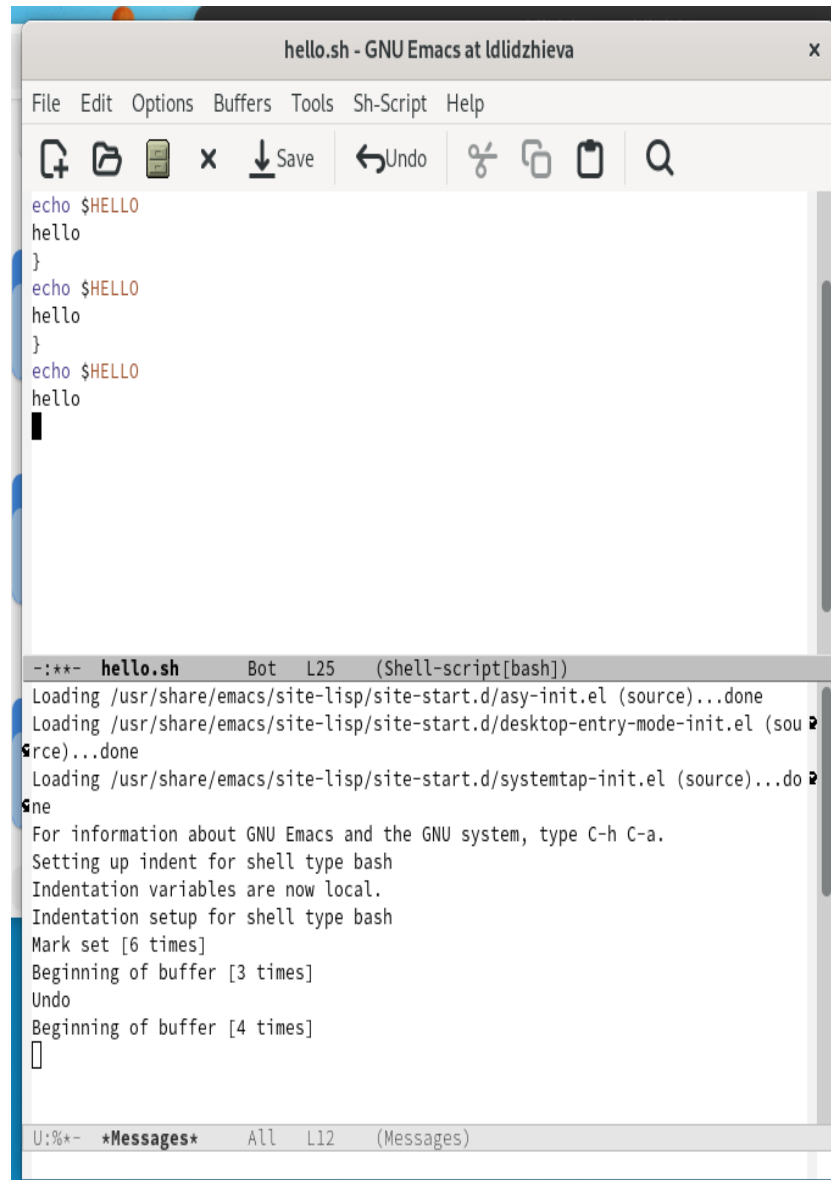 hello.sh - GNU Emacs at ldlidzhieva x
File Edit Options Buffers Tools Sh-Script Help
Save Undo
echo $HELLO
hello
}
echo $HELLO
hello
}
echo $HELLO
hello
-:**- hello.sh Bot L25 (Shell-script[bash])
Loading /usr/share/emacs/site-lisp/site-start.d/asy-init.el (source)...done
Loading /usr/share/emacs/site-lisp/site-start.d/desktop-entry-mode-init.el (sou
rce)...done
Loading /usr/share/emacs/site-lisp/site-start.d/systemtap-init.el (source)...do
ne
For information about GNU Emacs and the GNU system, type C-h C-a.
Setting up indent for shell type bash
Indentation variables are now local.
Indentation setup for shell type bash
Mark set [6 times]
Beginning of buffer [3 times]
Undo
Beginning of buffer [4 times]
U:%*- *Messages* All L12 (Messages)